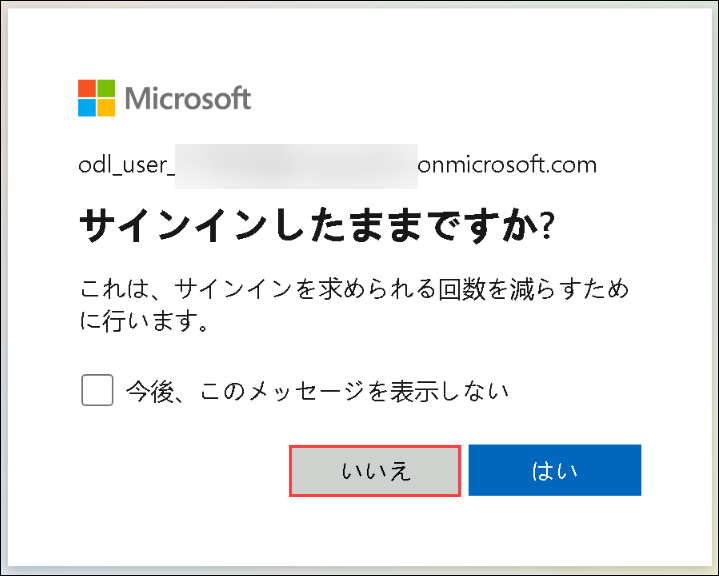 Microsoft
odl_user_ onmicrosoft.com
サインインしたままですか?
これは、サインインを求められる回数を減らすため
に行います。
今後、このメッセージを表示しない
いいえ
はい